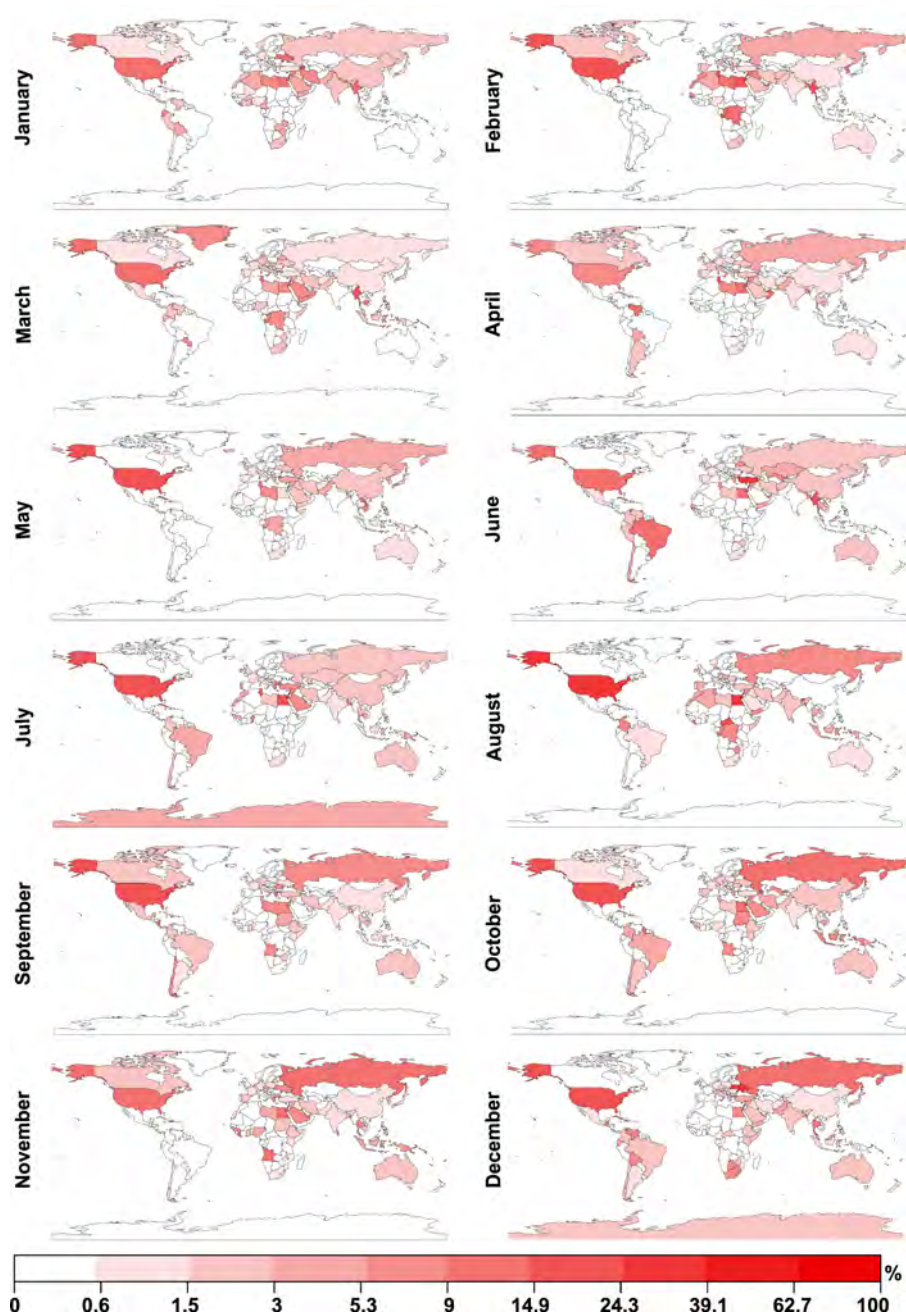 January
February
March
April
May
June
July
August
September
October
November
December
%
0 0.6 1.5 3 5.3 9 14.9 24.3 39.1 62.7 100